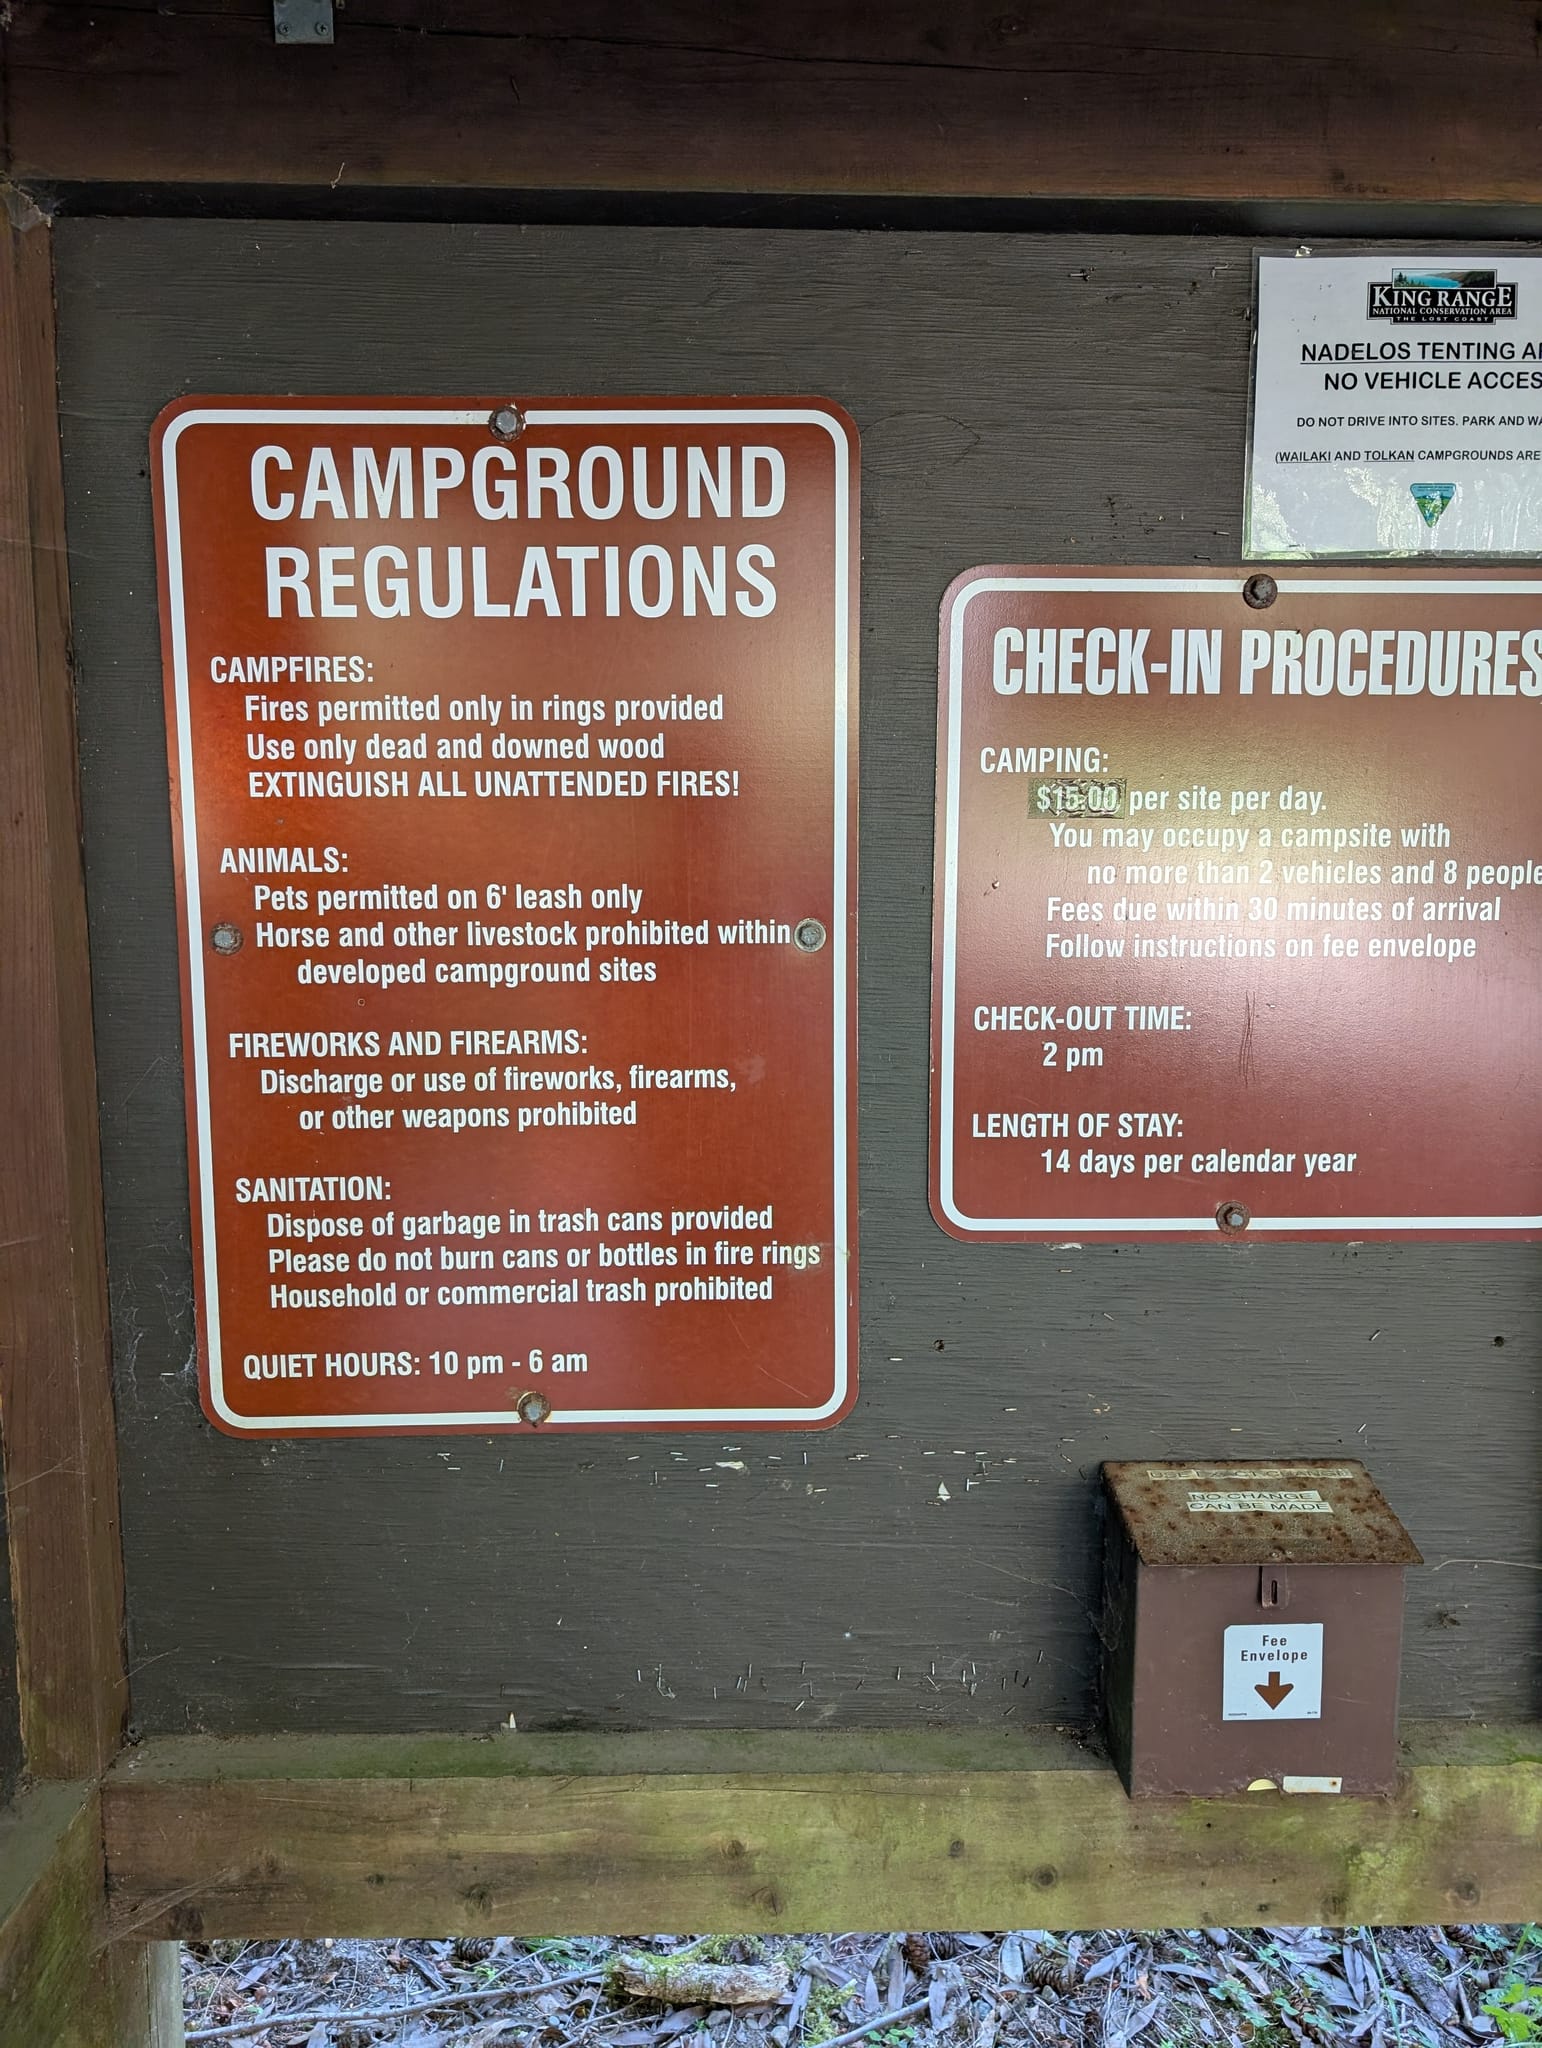 CAMPGROUND
REGULATIONS
CAMPFIRES:
Fires permitted only in rings provided
Use only dead and downed wood
EXTINGUISH ALL UNATTENDED FIRES!
ANIMALS:
Pets permitted on 6' leash only
Horse and other livestock prohibited within
developed campground sites
FIREWORKS AND FIREARMS:
Discharge or use of fireworks, firearms,
or other weapons prohibited
SANITATION:
Dispose of garbage in trash cans provided
Please do not burn cans or bottles in fire rings
Household or commercial trash prohibited
QUIET HOURS: 10 pm - 6 am
KING RANGE
NATIONAL CONSERVATION AREA
THE LOST COAST
NADELOS TENTING
NO VEHICLE ACCES
DO NOT DRIVE INTO SITES. PARK AND WA
(WAILAKI AND TOLKAN CAMPGROUNDS ARE
CHECK-IN PROCEDURES
CAMPING:
$15.00 per site per day.
You may occupy a campsite with
no more than 2 vehicles and 8 people
Fees due within 30 minutes of arrival
Follow instructions on fee envelope
CHECK-OUT TIME:
2 pm
LENGTH OF STAY:
14 days per calendar year
NO CHANGE
CAN BE MADE
Fee
Envelope